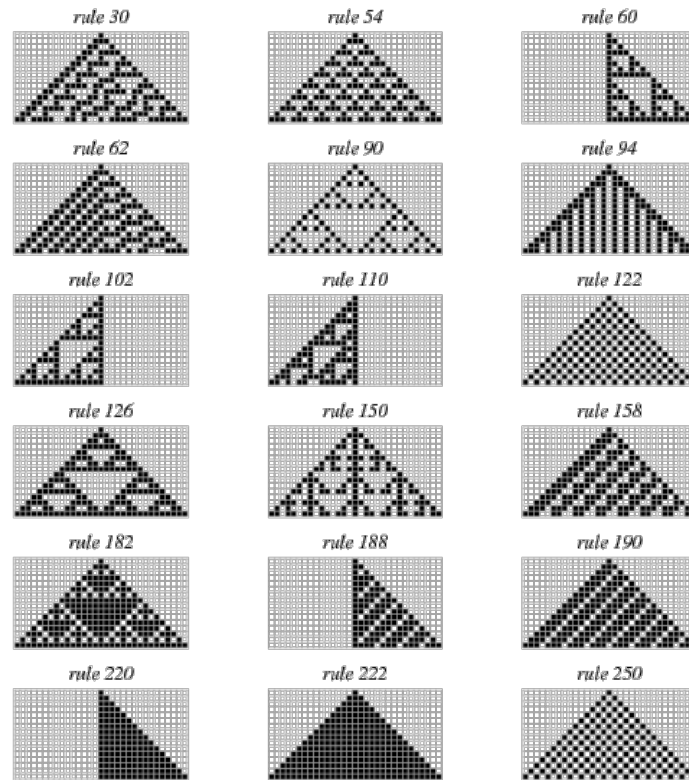 rule 30 rule 54 rule 60
rule 62 rule 90 rule 94
rule 102 rule 110 rule 122
rule 126 rule 150 rule 158
rule 182 rule 188 rule 190
rule 220 rule 222 rule 250